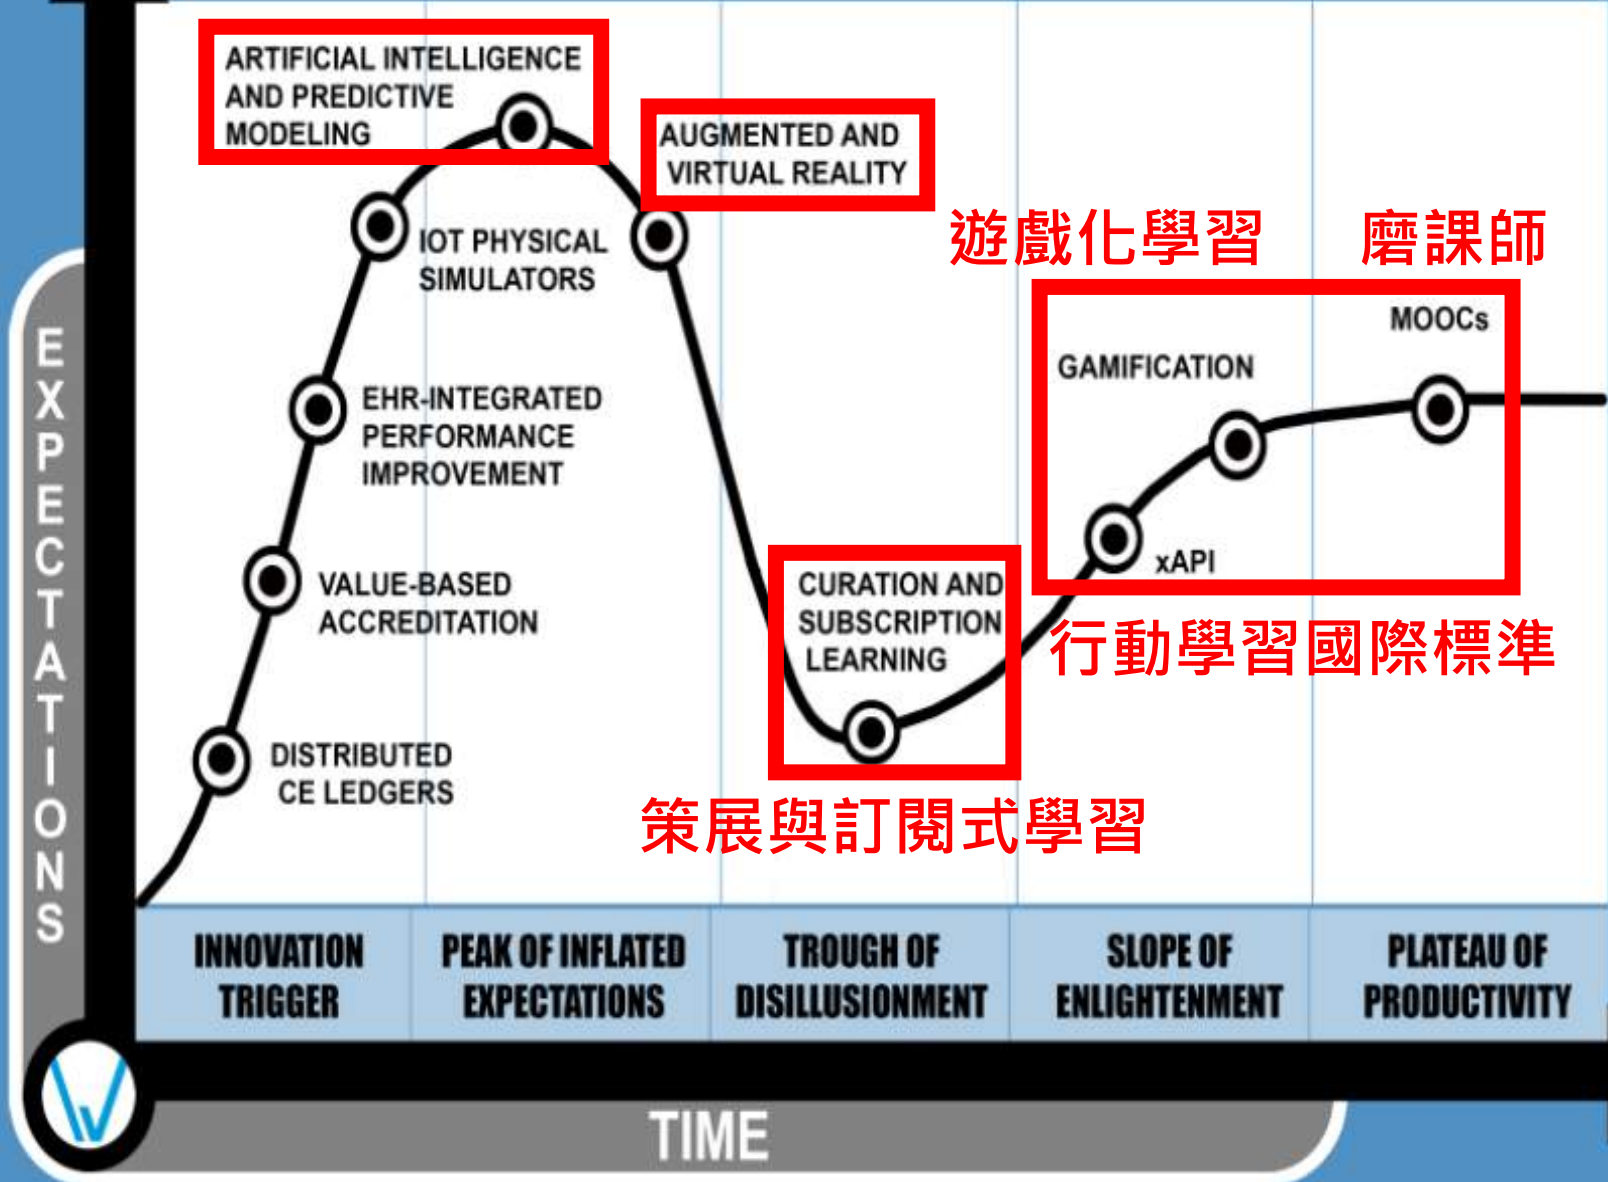 ARTIFICIAL INTELLIGENCE
AND PREDICTIVE
MODELING
AUGMENTED AND
VIRTUAL REALITY
IOT PHYSICAL
SIMULATORS
遊戲化學習
磨課師
MOOCs
GAMIFICATION
EHR-INTEGRATED
PERFORMANCE
IMPROVEMENT
xAPI
行動學習國際標準
VALUE-BASED
ACCREDITATION
CURATION AND
SUBSCRIPTION
LEARNING
DISTRIBUTED
CE LEDGERS
策展與訂閱式學習
EXPECTATIONS
INNOVATION
TRIGGER
PEAK OF INFLATED
EXPECTATIONS
TROUGH OF
DISILLUSIONMENT
SLOPE OF
ENLIGHTENMENT
PLATEAU OF
PRODUCTIVITY
TIME